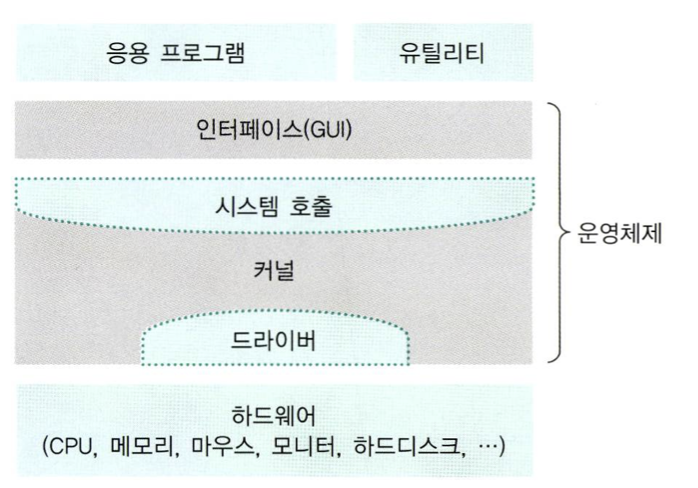 응용 프로그램 유틸리티
인터페이스(GUI)
시스템 호출
운영체제
커널
드라이버
하드웨어
(CPU, 메모리, 마우스, 모니터, 하드디스크, …)